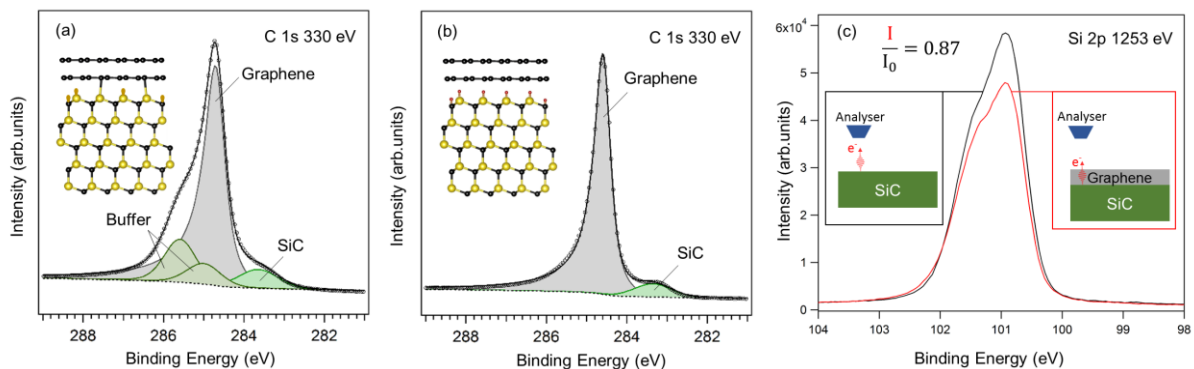 (a)
C 1s 330 eV
Graphene
Buffer
SiC
Intensity (arb.units)
288
286
284
282
Binding Energy (eV)
(b)
C 1s 330 eV
Graphene
SiC
Intensity (arb.units)
288
286
284
282
Binding Energy (eV)
(c)
Si 2p 1253 eV
I
I₀
= 0.87
Analyser
e⁻
SiC
Analyser
e⁻
Graphene
SiC
Intensity (arb.units)
6x10⁴
5
4
3
2
1
0
104
103
102
101
100
99
98
Binding Energy (eV)